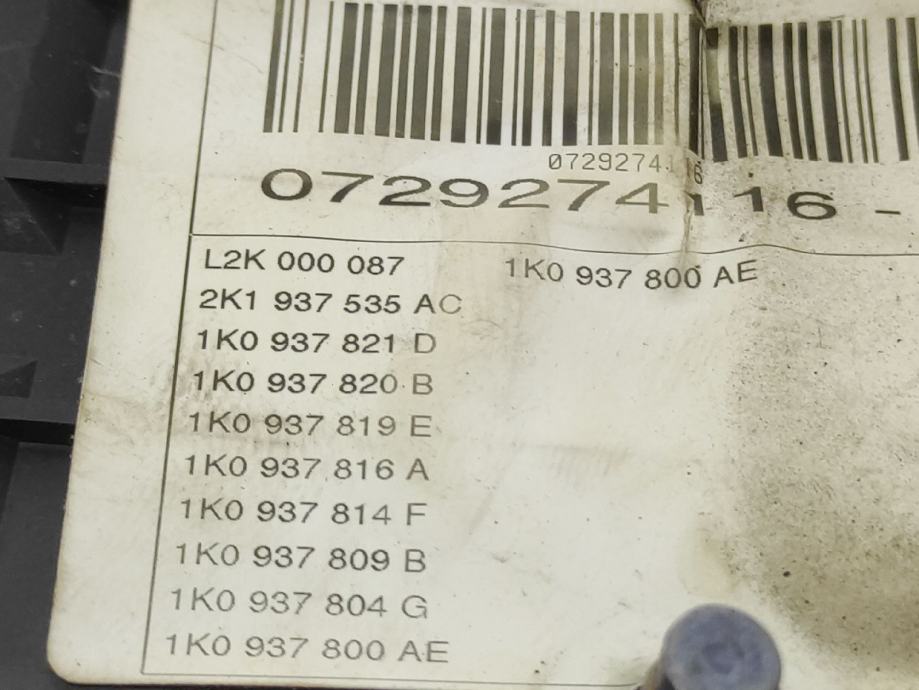 0729274116
0729274116 -
L2K 000 087 1K0 937 800 AE
2K1 937 535 AC
1K0 937 821 D
1K0 937 820 B
1K0 937 819 E
1K0 937 816 A
1K0 937 814 F
1K0 937 809 B
1K0 937 804 G
1K0 937 800 AE